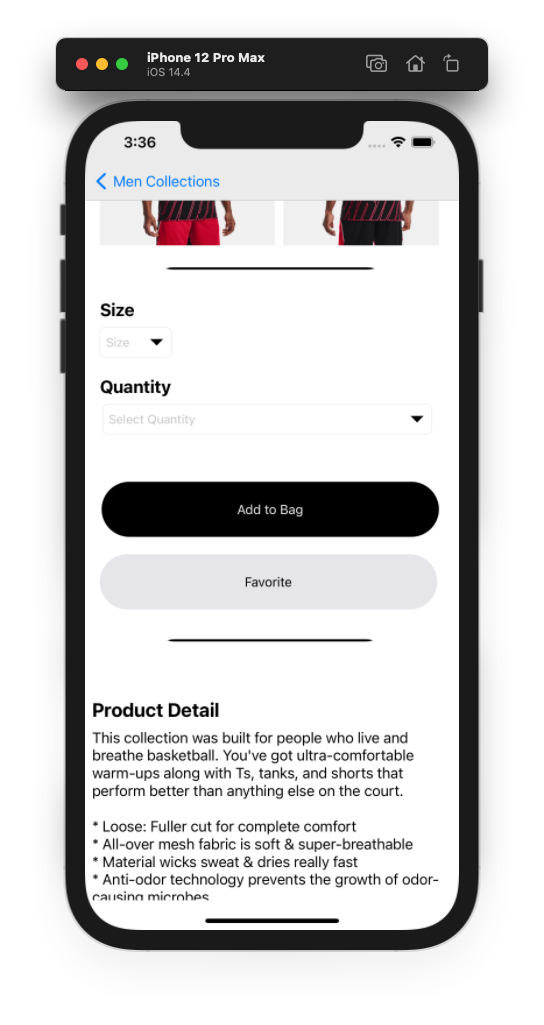 iPhone 12 Pro Max
iOS 14.4
3:36
Men Collections
Size
Size
Quantity
Select Quantity
Add to Bag
Favorite
Product Detail
This collection was built for people who live and
breathe basketball. You've got ultra-comfortable
warm-ups along with Ts, tanks, and shorts that
perform better than anything else on the court.
* Loose: Fuller cut for complete comfort
* All-over mesh fabric is soft & super-breathable
* Material wicks sweat & dries really fast
* Anti-odor technology prevents the growth of odor-
causing microbes